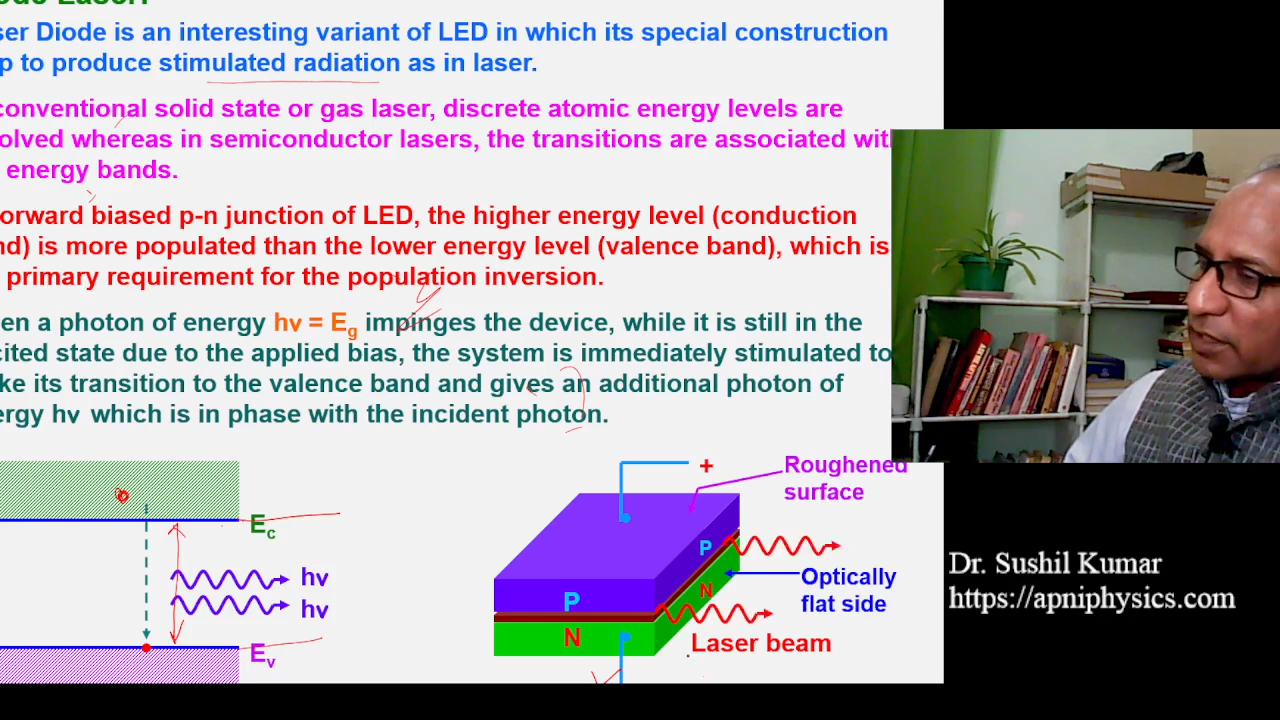 ode Laser:
ser Diode is an interesting variant of LED in which its special construction
p to produce stimulated radiation as in laser.
conventional solid state or gas laser, discrete atomic energy levels are
olved whereas in semiconductor lasers, the transitions are associated wit
energy bands.
orward biased p-n junction of LED, the higher energy level (conduction
nd) is more populated than the lower energy level (valence band), which is
primary requirement for the population inversion.
en a photon of energy hν = Eg impinges the device, while it is still in the
cited state due to the applied bias, the system is immediately stimulated to
ke its transition to the valence band and gives an additional photon of
ergy hν which is in phase with the incident photon.
Ec
hν
hν
Ev
+
Roughened
surface
P
N
P
N
Optically
flat side
Laser beam
Dr. Sushil Kumar
https://apniphysics.com